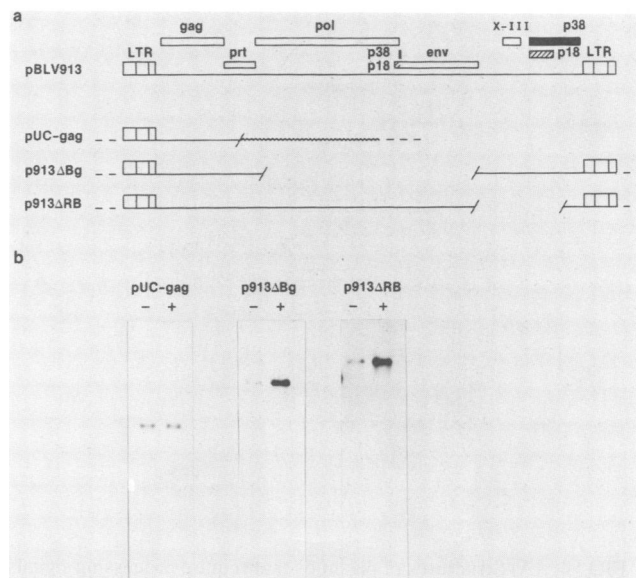 a
gag pol X-III p38
LTR prt p38 env p18 LTR
pBLV913 p18
pUC-gag
p913ΔBg
p913ΔRB
b
pUC-gag p913ΔBg p913ΔRB
− + + − +